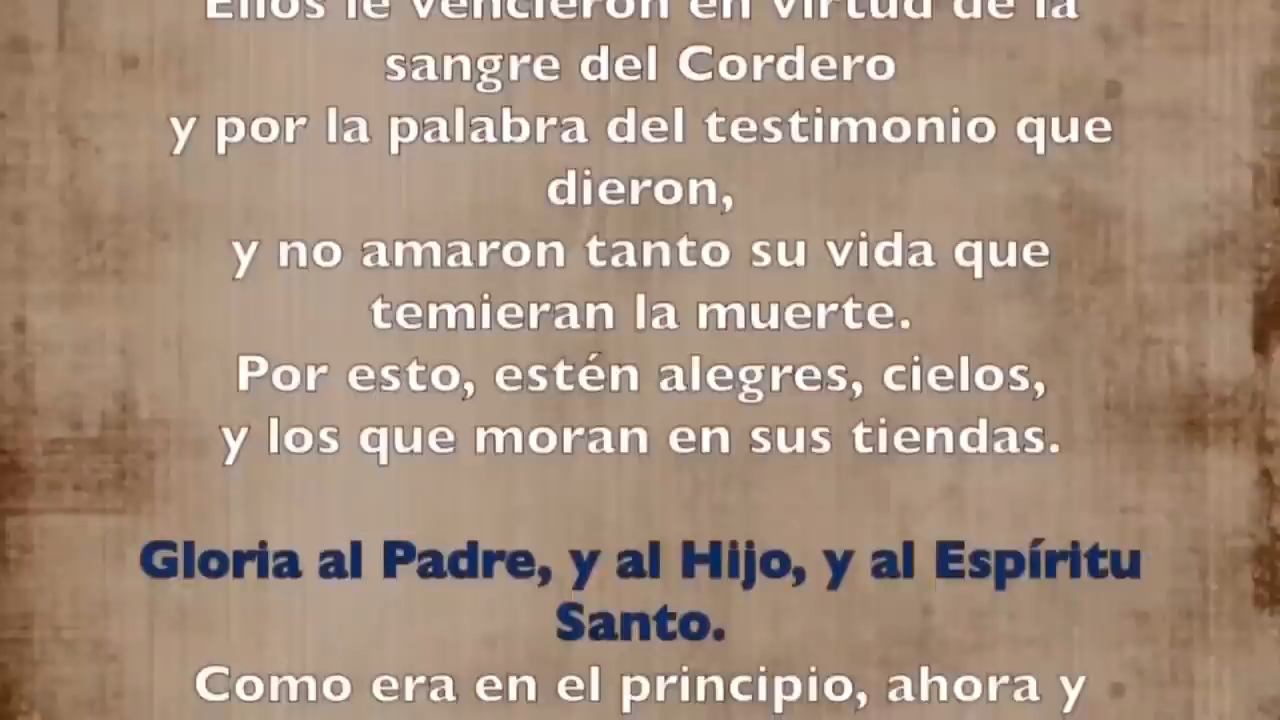 Ellos le vencieron en virtud de la
sangre del Cordero
y por la palabra del testimonio que
dieron,
y no amaron tanto su vida que
temieran la muerte.
Por esto, estén alegres, cielos,
y los que moran en sus tiendas.
Gloria al Padre, y al Hijo, y al Espíritu
Santo.
Como era en el principio, ahora y